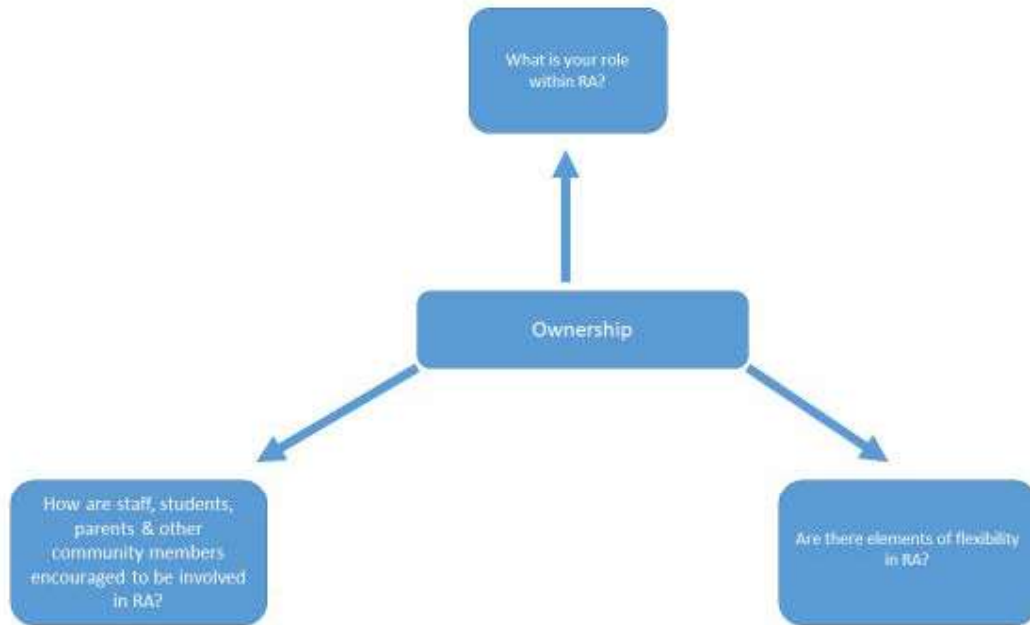 What is your role
within RA?
Ownership
How are staff, students,
parents & other
community members
encouraged to be involved
in RA?
Are there elements of flexibility
in RA?